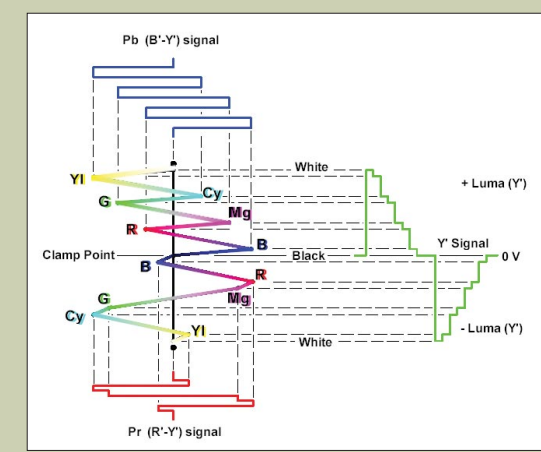 Pb (B'-Y') signal
White
Yl
+ Luma (Y')
Cy
G
Mg
R
B
Y' Signal
Clamp Point
Black
0 V
B
R
G
Mg
Cy
Yl
- Luma (Y')
White
Pr (R'-Y') signal